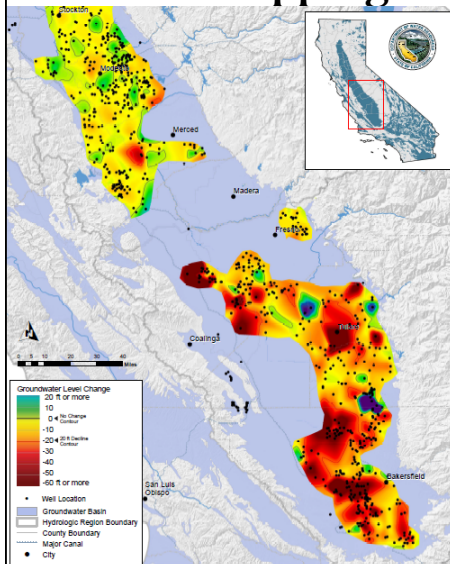 pping
Stockton
Modesto
Merced
Madera
Fresno
Coalinga
0 5 10 20 30 40
Miles
Bakersfield
San Luis
Obispo
Groundwater Level Change
20 ft or more
10
0 No Change
Contour
-10
-20 20 ft Decline
Contour
-30
-40
-50
-60 ft or more
Well Location
Groundwater Basin
Hydrologic Region Boundary
County Boundary
Major Canal
City